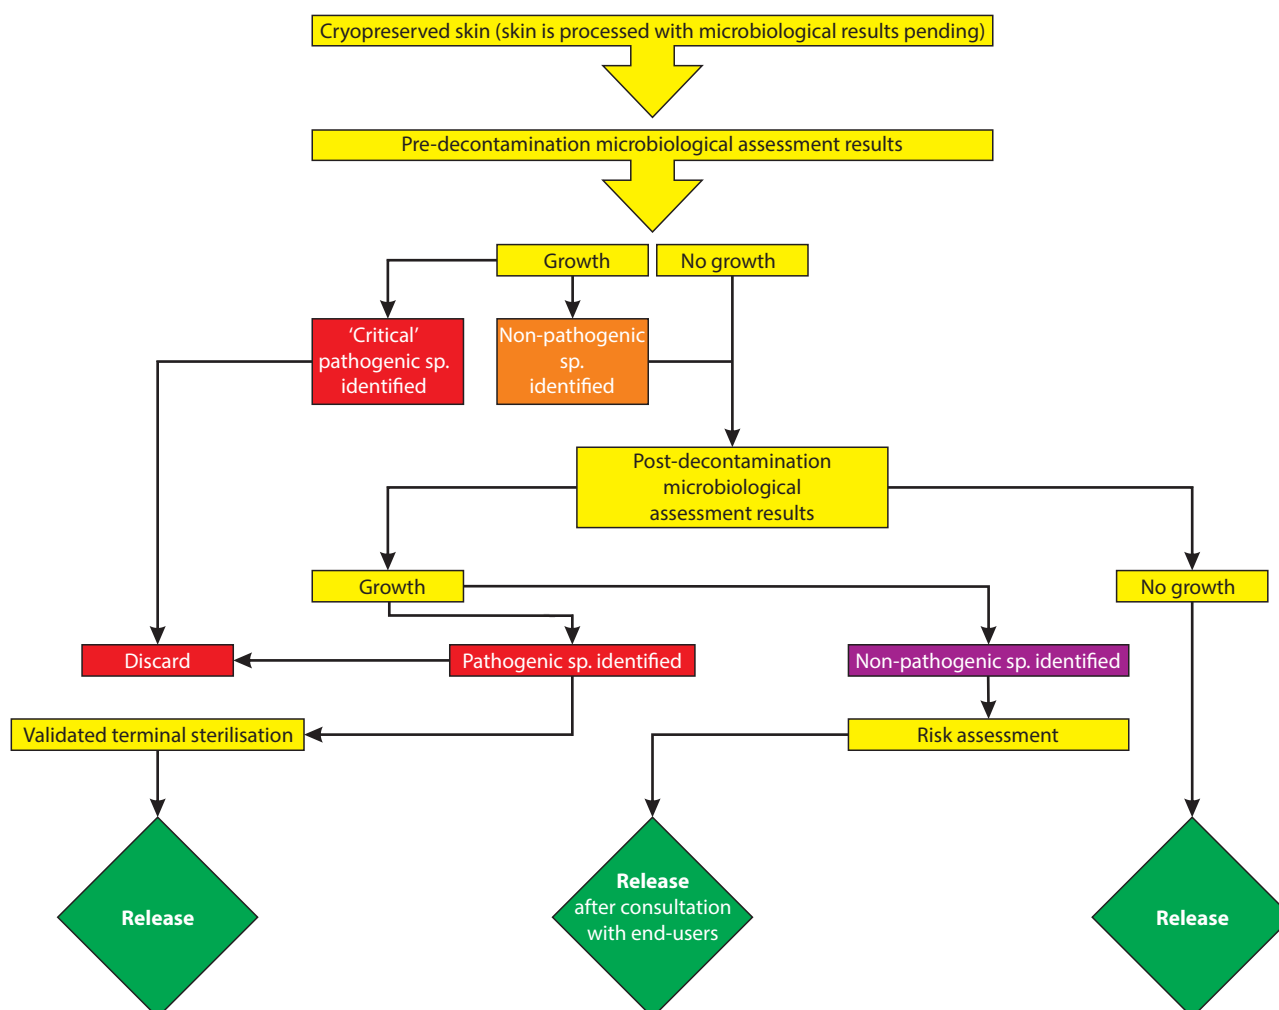 Cryopreserved skin (skin is processed with microbiological results pending)
Pre-decontamination microbiological assessment results
Growth
No growth
‘Critical’
pathogenic sp.
identified
Non-pathogenic
sp.
identified
Post-decontamination
microbiological
assessment results
Growth
No growth
Discard
Pathogenic sp. identified
Non-pathogenic sp. identified
Validated terminal sterilisation
Risk assessment
Release
Release
after consultation
with end-users
Release